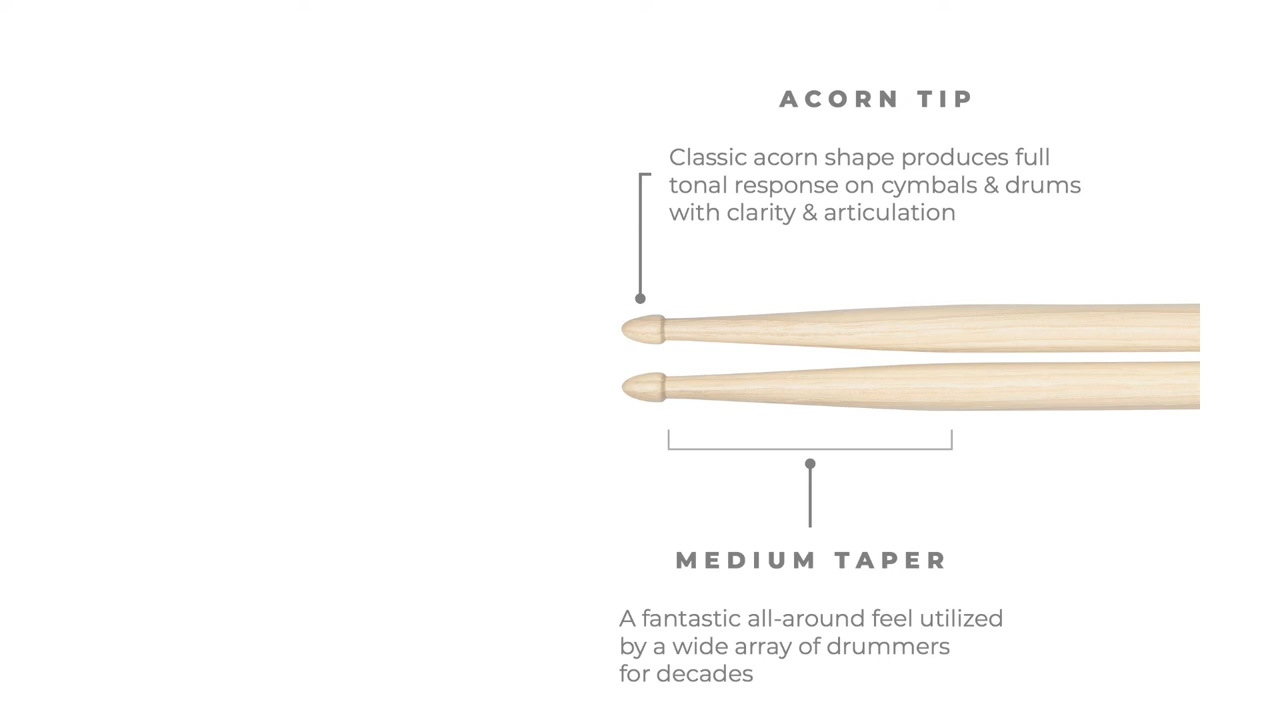 ACORN TIP
Classic acorn shape produces full
tonal response on cymbals & drums
with clarity & articulation
MEDIUM TAPER
A fantastic all-around feel utilized
by a wide array of drummers
for decades